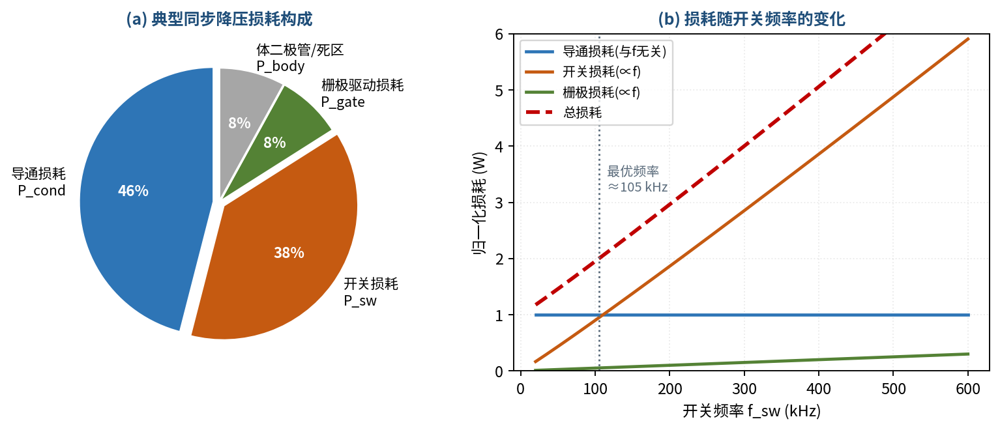 (a) 典型同步降压损耗构成
体二极管/死区
P_body
栅极驱动损耗
P_gate
8%
8%
导通损耗
P_cond
46%
38%
开关损耗
P_sw
(b) 损耗随开关频率的变化
导通损耗(与f无关)
开关损耗(∝f)
栅极损耗(∝f)
总损耗
最优频率
≈105 kHz
归一化损耗 (W)
6
5
4
3
2
1
0
0 100 200 300 400 500 600
开关频率 f_sw (kHz)